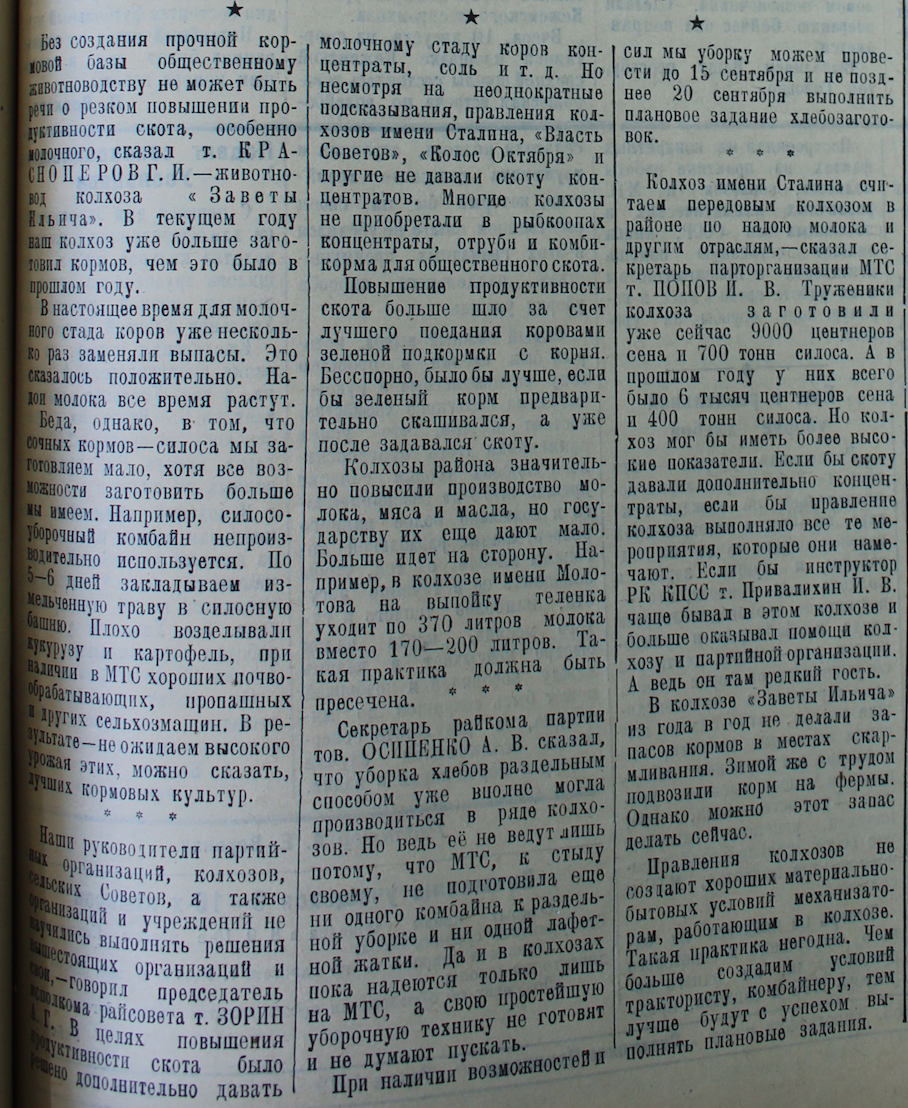 Без создания прочной кор-
мовой базы общественному
животноводству не может быть
речи о резком повышении про-
дуктивности скота, особенно
молочного, сказал т. КРА-
СНОПЕРОВ Г. И.—животно-
вод колхоза «Заветы
Ильича». В текущем году
наш колхоз уже больше заго-
товил кормов, чем это было в
прошлом году.
В настоящее время для молоч-
ного стада коров уже несколь-
ко раз заменяли выпасы. Это
сказалось положительно. На-
дои молока все время растут.
Беда, однако, в том, что
сочных кормов—силоса мы за-
готовляем мало, хотя все воз-
можности заготовить больше
мы имеем. Например, силосо-
уборочный комбайн непроиз-
водительно используется. По
5—6 дней закладываем из-
мельченную траву в силосную
башню. Плохо возделывали
кукурузу и картофель, при
наличии в МТС хороших почво-
обрабатывающих, пропашных
и других сельхозмащин. В ре-
зультате—не ожидаем высокого
урожая этих, можно сказать,
лучших кормовых культур.
* * *
Наши руководители партий-
ных организаций, колхозов,
сельских Советов, а также
организаций и учреждений не
научились выполнять решения
вышестоящих организаций и
свои,—говорил председатель
исполкома райсовета т. ЗОРИН
А. Г. В целях повышения
продуктивности скота было
решено дополнительно давать
молочному стаду коров кон-
центраты, соль и т. д. Но
несмотря на неоднократные
подсказывания, правления кол-
хозов имени Сталина, «Власть
Советов», «Колос Октября» и
другие не давали скоту кон-
центратов. Многие колхозы
не приобретали в рыбкоопах
концентраты, отруби и комби-
корма для общественного скота.
Повышение продуктивности
скота больше шло за счет
лучшего поедания коровами
зеленой подкормки с корня.
Бесспорно, было бы лучше, если
бы зеленый корм предвари-
тельно скашивался, а уже
после задавался скоту.
Колхозы района значитель-
но повысили производство мо-
лока, мяса и масла, но госу-
дарству их еще дают мало.
Больше идет на сторону. На-
пример, в колхозе имени Моло-
това на выпойку теленка
уходит по 370 литров молока
вместо 170—200 литров. Та-
кая практика должна быть
пресечена.
* * *
Секретарь райкома партии
тов. ОСИПЕНКО А. В. сказал,
что уборка хлебов раздельным
способом уже вполне могла
производиться в ряде колхо-
зов. Но ведь её не ведут лишь
потому, что МТС, к стыду
своему, не подготовила еще
ни одного комбайна к раздель-
ной уборке и ни одной лафет-
ной жатки. Да и в колхозах
пока надеются только лишь
на МТС, а свою простейшую
уборочную технику не готовят
и не думают пускать.
При наличии возможностей и
сил мы уборку можем прове-
сти до 15 сентября и не позд-
нее 20 сентября выполнить
плановое задание хлебозагото-
вок.
* * *
Колхоз имени Сталина счи-
таем передовым колхозом в
районе по надою молока и
другим отраслям,—сказал се-
кретарь парторганизации МТС
т. ПОПОВ И. В. Труженики
колхоза заготовили
уже сейчас 9000 центнеров
сена и 700 тонн силоса. А в
прошлом году у них всего
было 6 тысяч центнеров сена
и 400 тонн силоса. Но кол-
хоз мог бы иметь более высо-
кие показатели. Если бы скоту
давали дополнительно концен-
траты, если бы правление
колхоза выполняло все те ме-
роприятия, которые они наме-
чают. Если бы инструктор
РК КПСС т. Привалихин И. В.
чаще бывал в этом колхозе и
больше оказывал помощи кол-
хозу и партийной организации.
А ведь он там редкий гость.
В колхозе «Заветы Ильича»
из года в год не делали за-
пасов кормов в местах скар-
мливания. Зимой же с трудом
подвозили корм на фермы.
Однако можно этот запас
делать сейчас.
Правления колхозов не
создают хороших материально-
бытовых условий механизато-
рам, работающим в колхозе.
Такая практика негодна. Чем
больше создадим условий
трактористу, комбайнеру, тем
лучше будут с успехом вы-
полнять плановые задания.